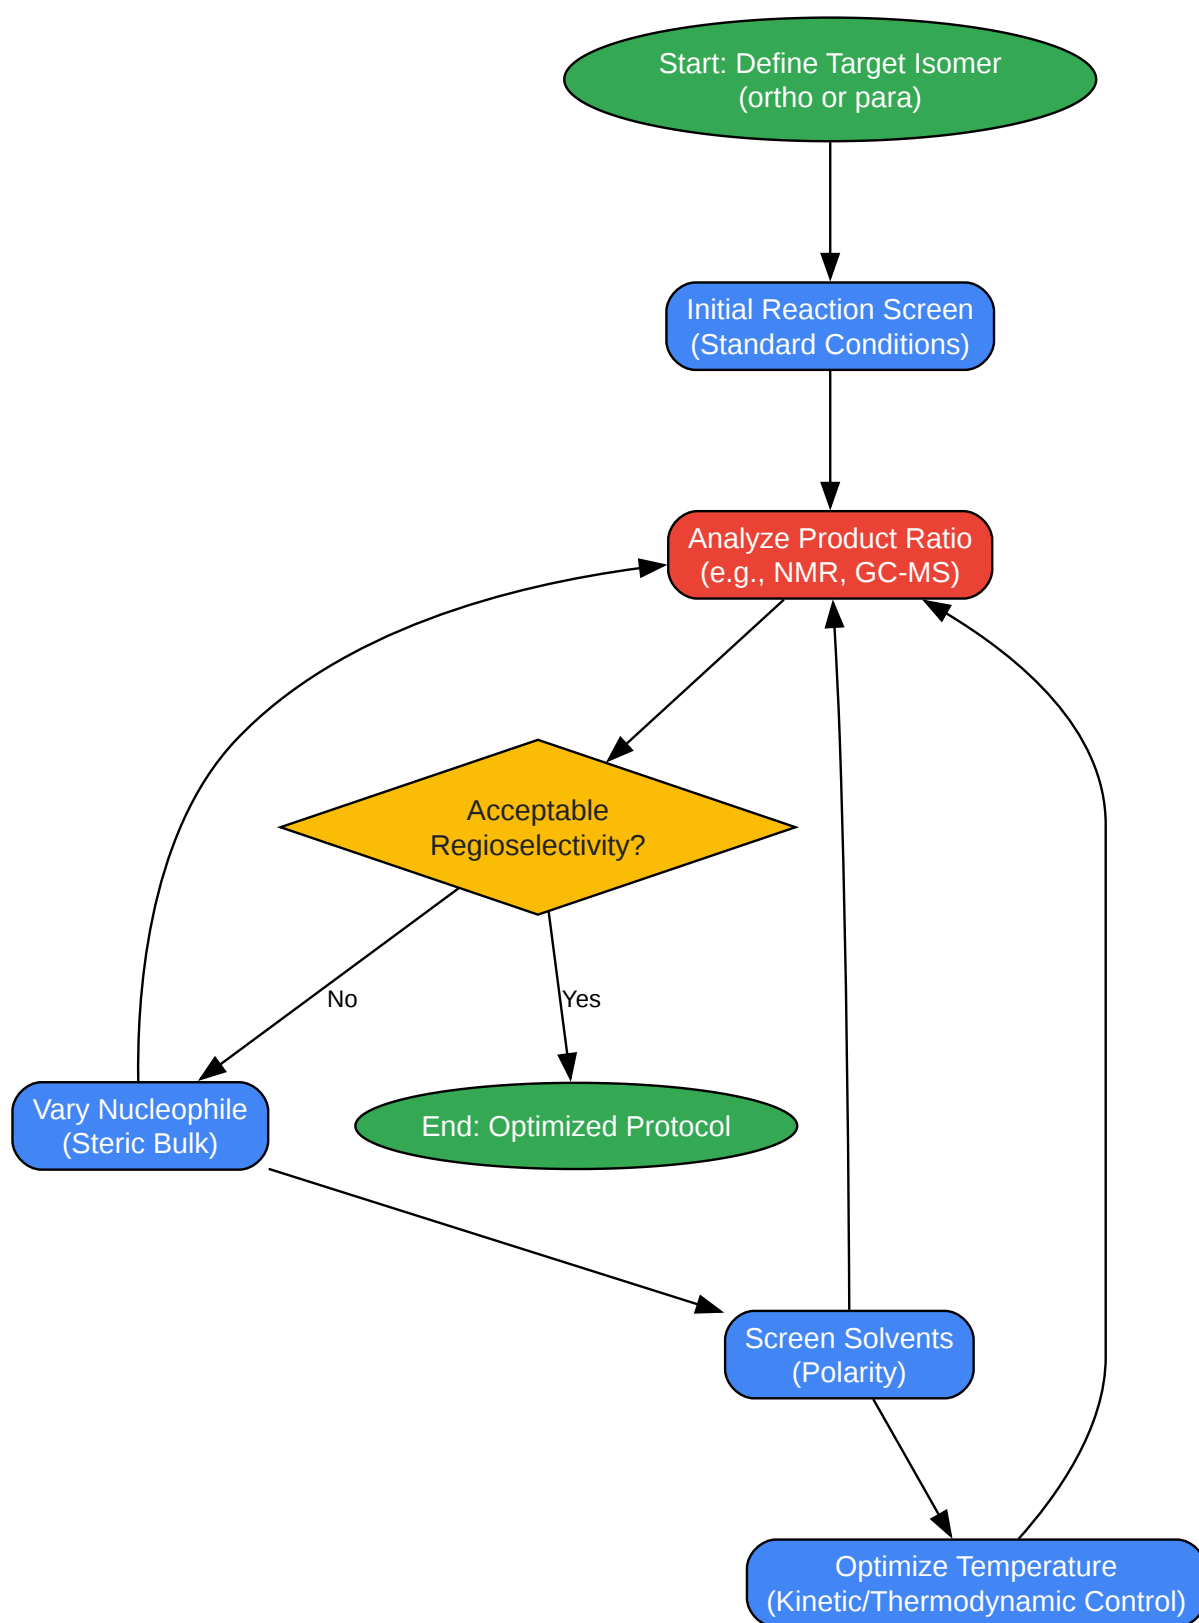 Start: Define Target Isomer
(ortho or para)
Initial Reaction Screen
(Standard Conditions)
Analyze Product Ratio
(e.g., NMR, GC-MS)
Acceptable
Regioselectivity?
No
Yes
Vary Nucleophile
(Steric Bulk)
End: Optimized Protocol
Screen Solvents
(Polarity)
Optimize Temperature
(Kinetic/Thermodynamic Control)